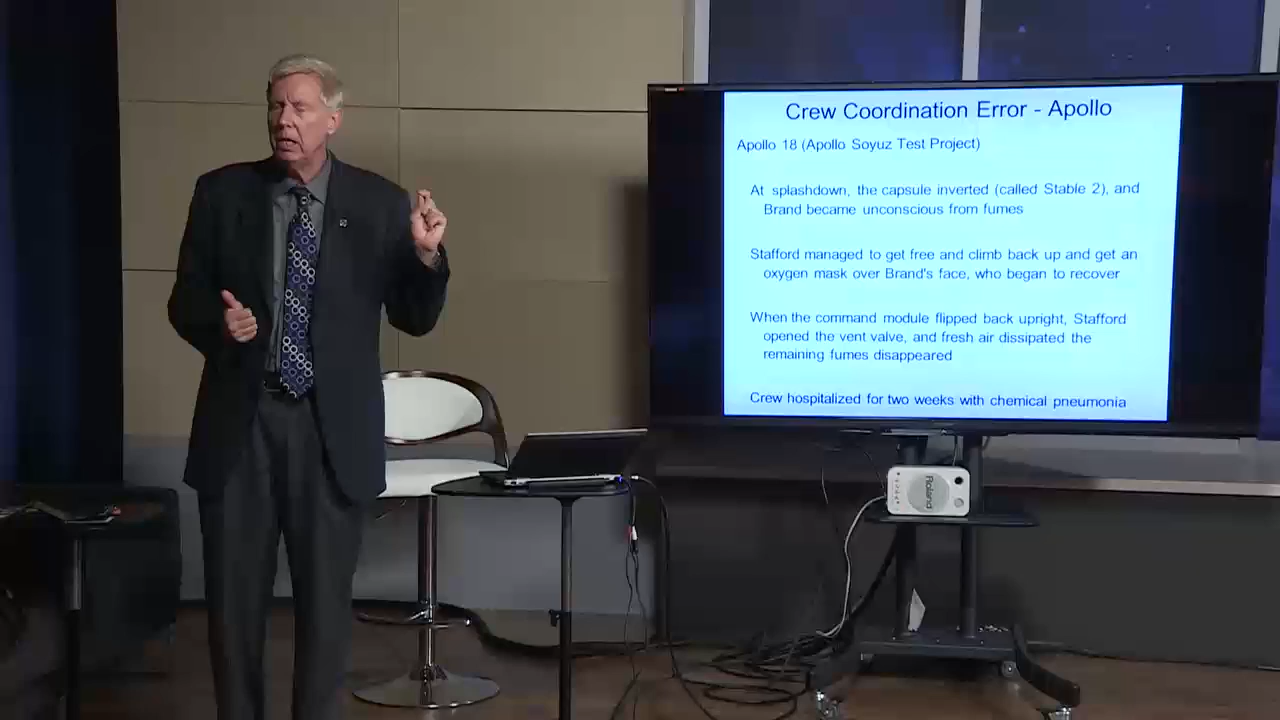 Crew Coordination Error - Apollo
Apollo 18 (Apollo Soyuz Test Project)
At splashdown, the capsule inverted (called Stable 2), and
Brand became unconscious from fumes
Stafford managed to get free and climb back up and get an
oxygen mask over Brand's face, who began to recover
When the command module flipped back upright, Stafford
opened the vent valve, and fresh air dissipated the
remaining fumes disappeared
Crew hospitalized for two weeks with chemical pneumonia
Roland